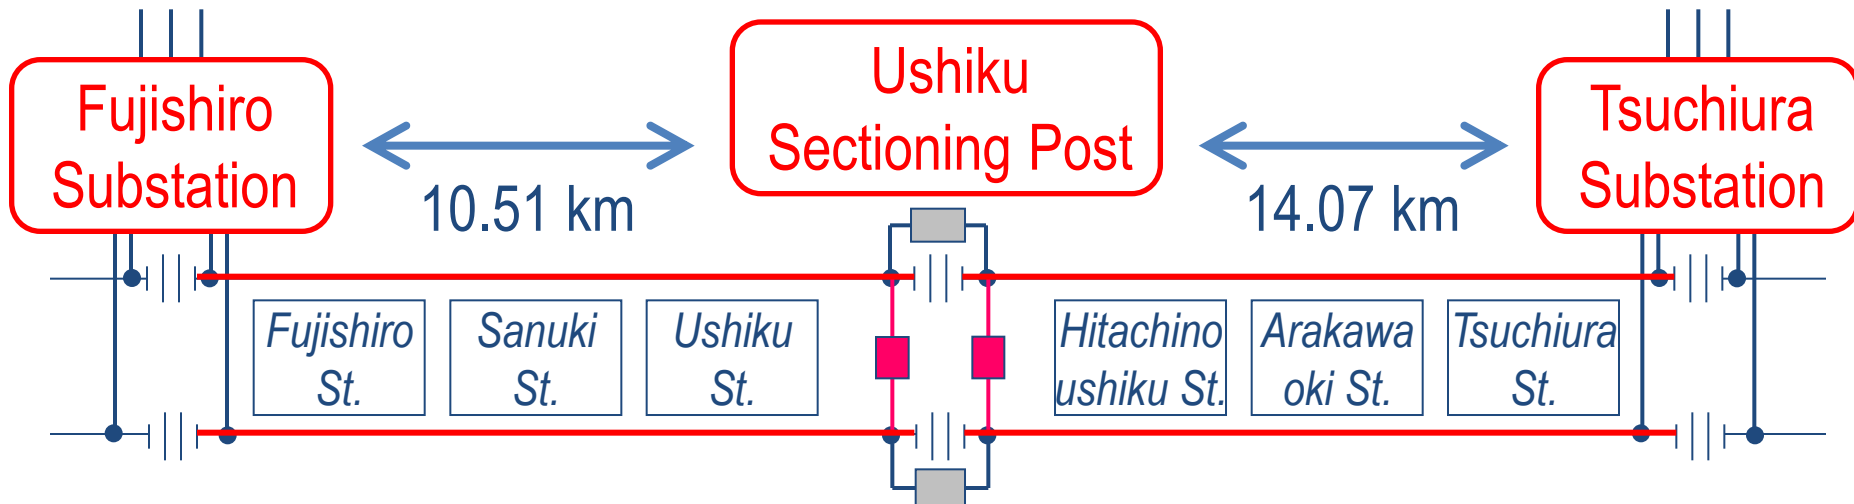 Fujishiro
Substation
10.51 km
Ushiku
Sectioning Post
14.07 km
Tsuchiura
Substation
Fujishiro
St.
Sanuki
St.
Ushiku
St.
Hitachino
ushiku St.
Arakawa
oki St.
Tsuchiura
St.